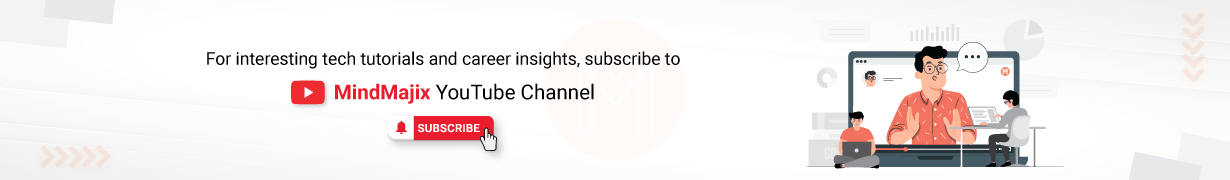 For interesting tech tutorials and career insights, subscribe to
MindMajix YouTube Channel
SUBSCRIBE